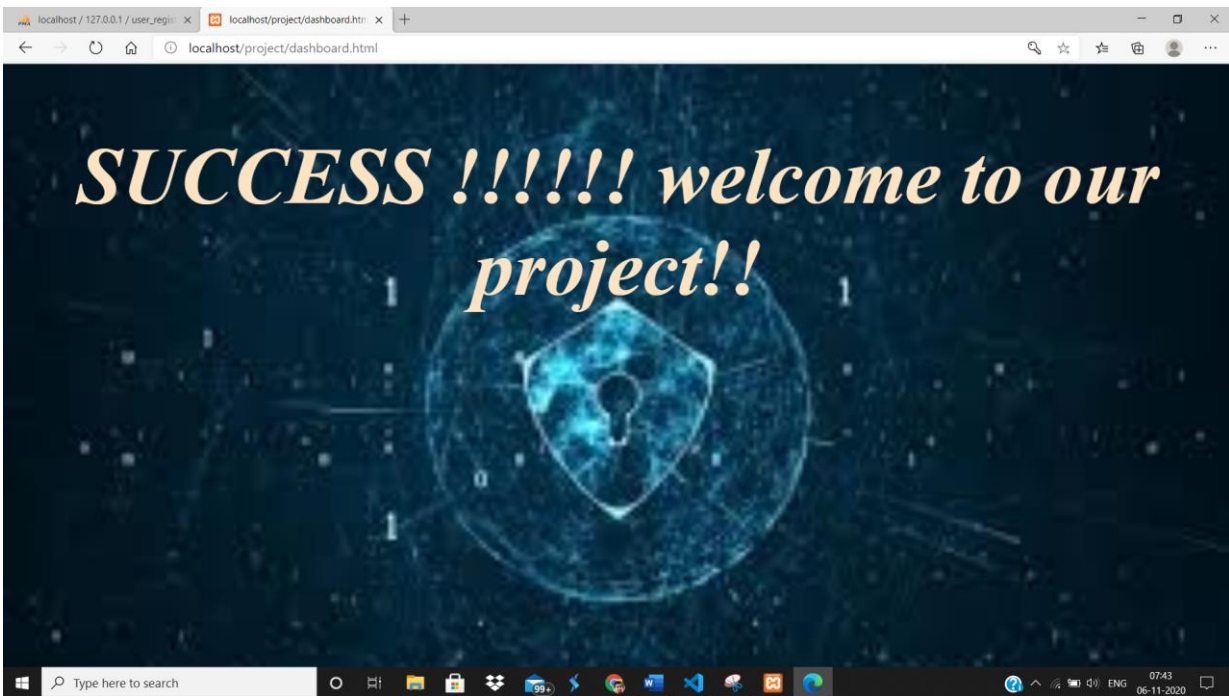 localhost / 127.0.0.1 / user_regist
localhost/project/dashboard.htm
localhost/project/dashboard.html
SUCCESS !!!!!! welcome to our
project!!
1
1
0
1
Type here to search
99+
ENG
07:43
06-11-2020